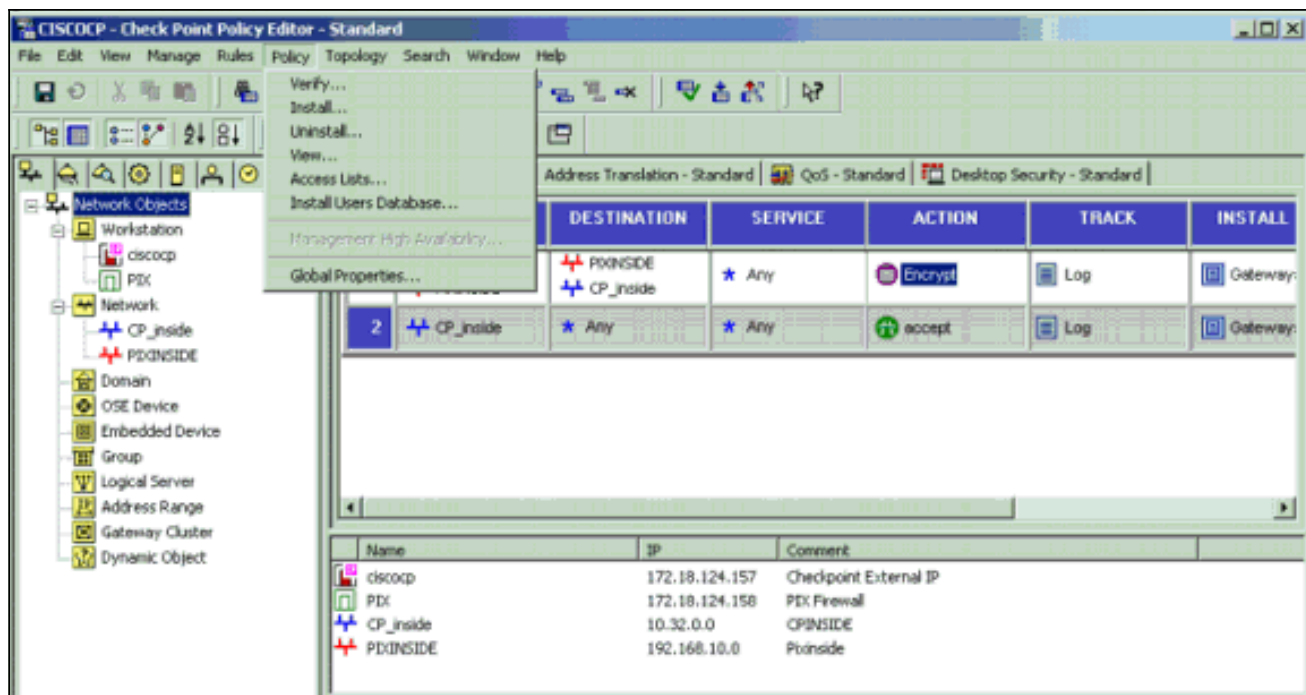 CISCOCP - Check Point Policy Editor - Standard
File Edit View Manage Rules Policy Topology Search Window Help
Verify...
Install...
Uninstall...
View...
Access Lists...
Install Users Database...
Management High Availability...
Global Properties...
Address Translation - Standard QoS - Standard Desktop Security - Standard
Network Objects
Workstation
ciscocp
PIX
Network
CP_inside
PIXINSIDE
Domain
OSE Device
Embedded Device
Group
Logical Server
Address Range
Gateway Cluster
Dynamic Object
DESTINATION SERVICE ACTION TRACK INSTALL
PIXINSIDE
CP_inside
Any Encrypt Log Gateway
2 CP_inside Any Any accept Log Gateway
Name IP Comment
ciscocp 172.18.124.157 Checkpoint External IP
PIX 172.18.124.158 PIX Firewall
CP_inside 10.32.0.0 CPINSIDE
PIXINSIDE 192.168.10.0 Pixinside